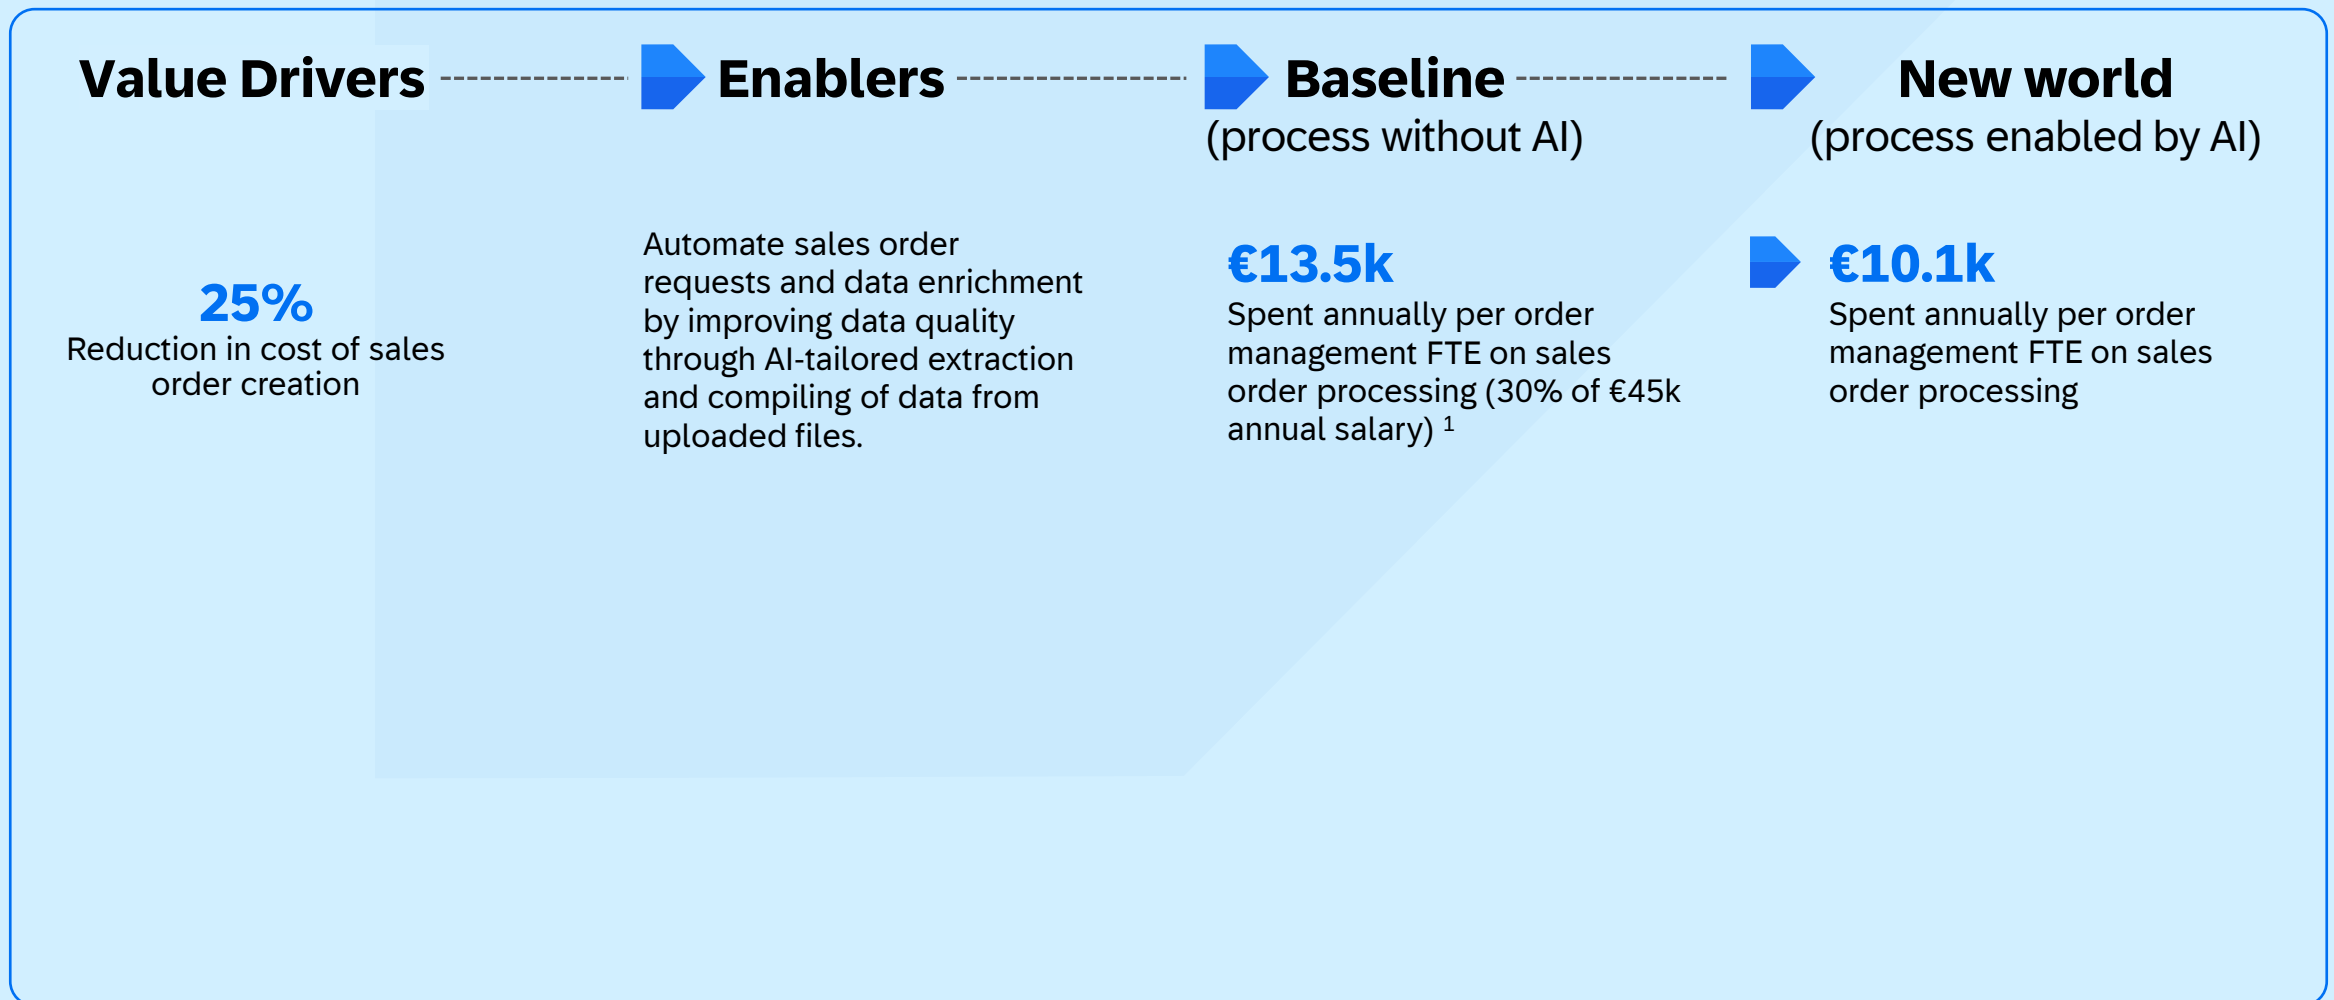 Value Drivers
Enablers
Baseline
(process without AI)
New world
(process enabled by AI)
25%
Reduction in cost of sales
order creation
Automate sales order
requests and data enrichment
by improving data quality
through AI-tailored extraction
and compiling of data from
uploaded files.
€13.5k
Spent annually per order
management FTE on sales
order processing (30% of €45k
annual salary) ¹
€10.1k
Spent annually per order
management FTE on sales
order processing